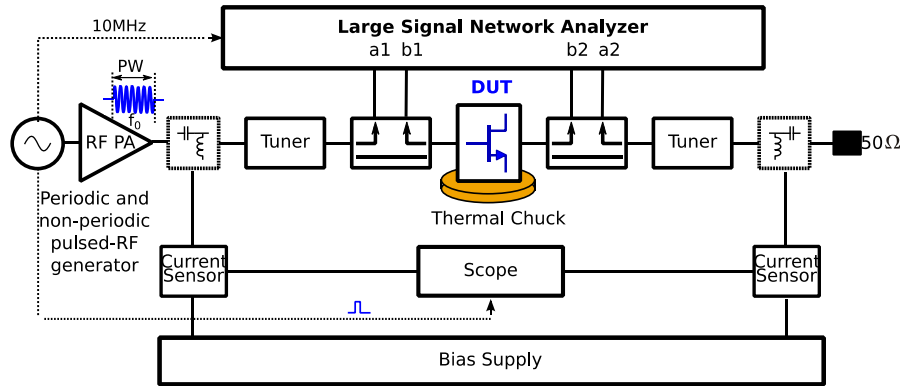 Large Signal Network Analyzer
a1 b1
b2 a2
10MHz
PW
f0
RF PA
DUT
Tuner
Tuner
50Ω
Thermal Chuck
Periodic and
non-periodic
pulsed-RF
generator
Current
Sensor
Scope
Current
Sensor
Bias Supply